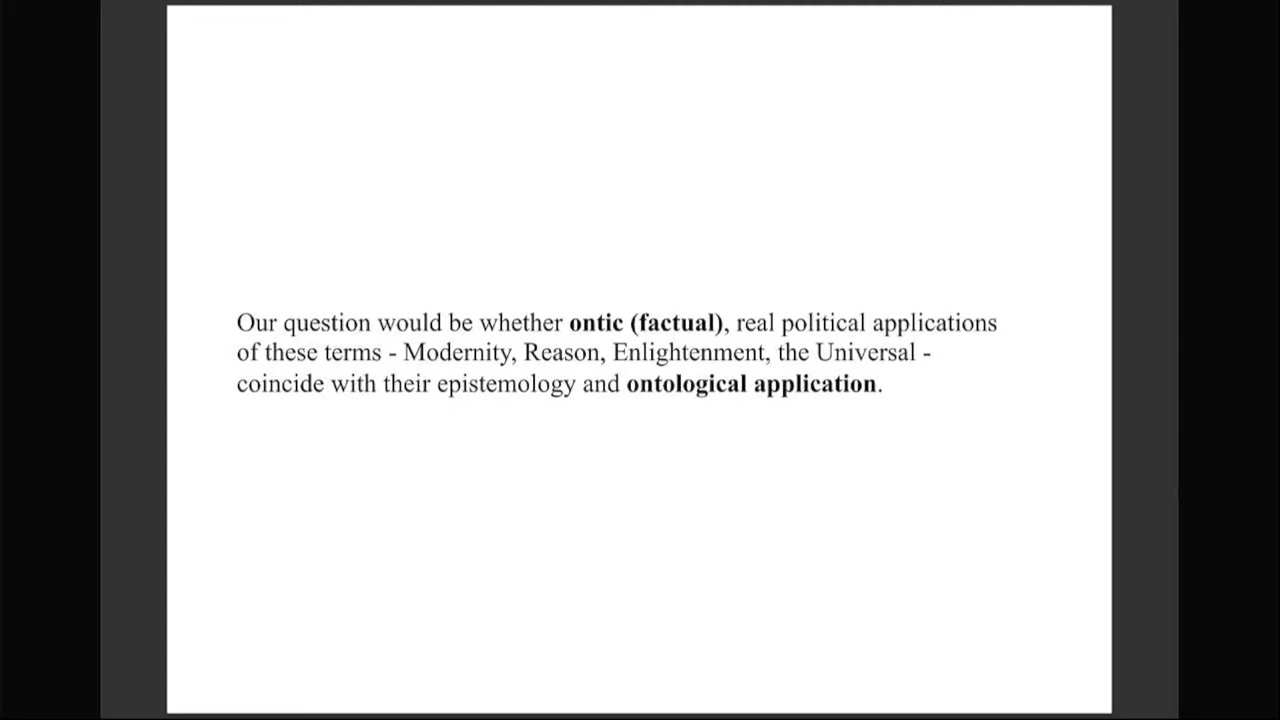 Our question would be whether ontic (factual), real political applications
of these terms - Modernity, Reason, Enlightenment, the Universal -
coincide with their epistemology and ontological application.